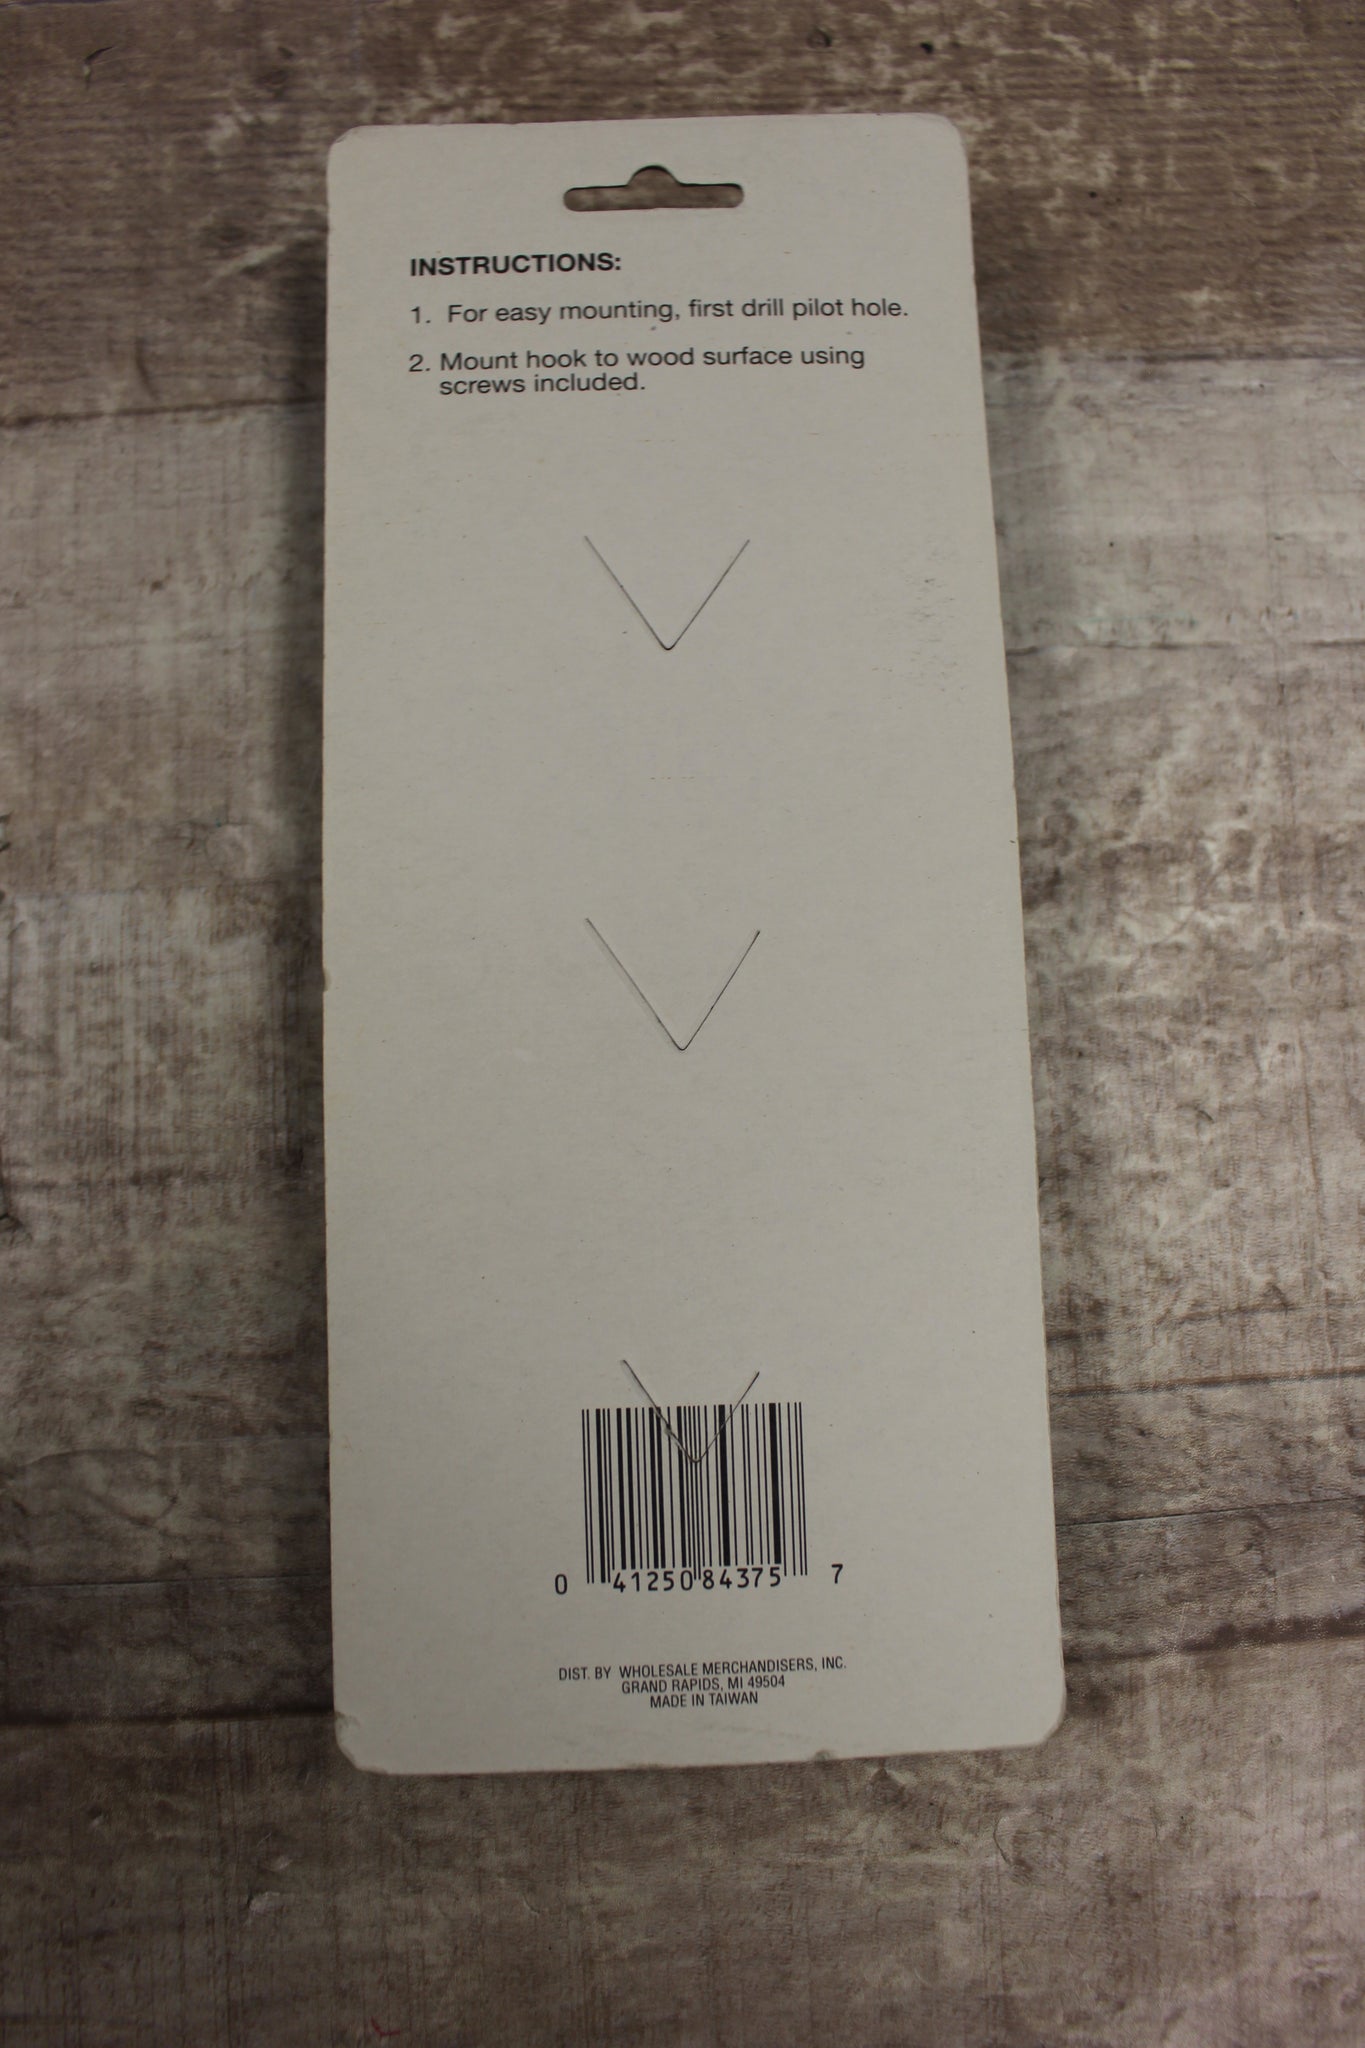 INSTRUCTIONS:
1. For easy mounting, first drill pilot hole.
2. Mount hook to wood surface using
screws included.
0 41250 84375 7
DIST. BY WHOLESALE MERCHANDISERS, INC.
GRAND RAPIDS, MI 49504
MADE IN TAIWAN